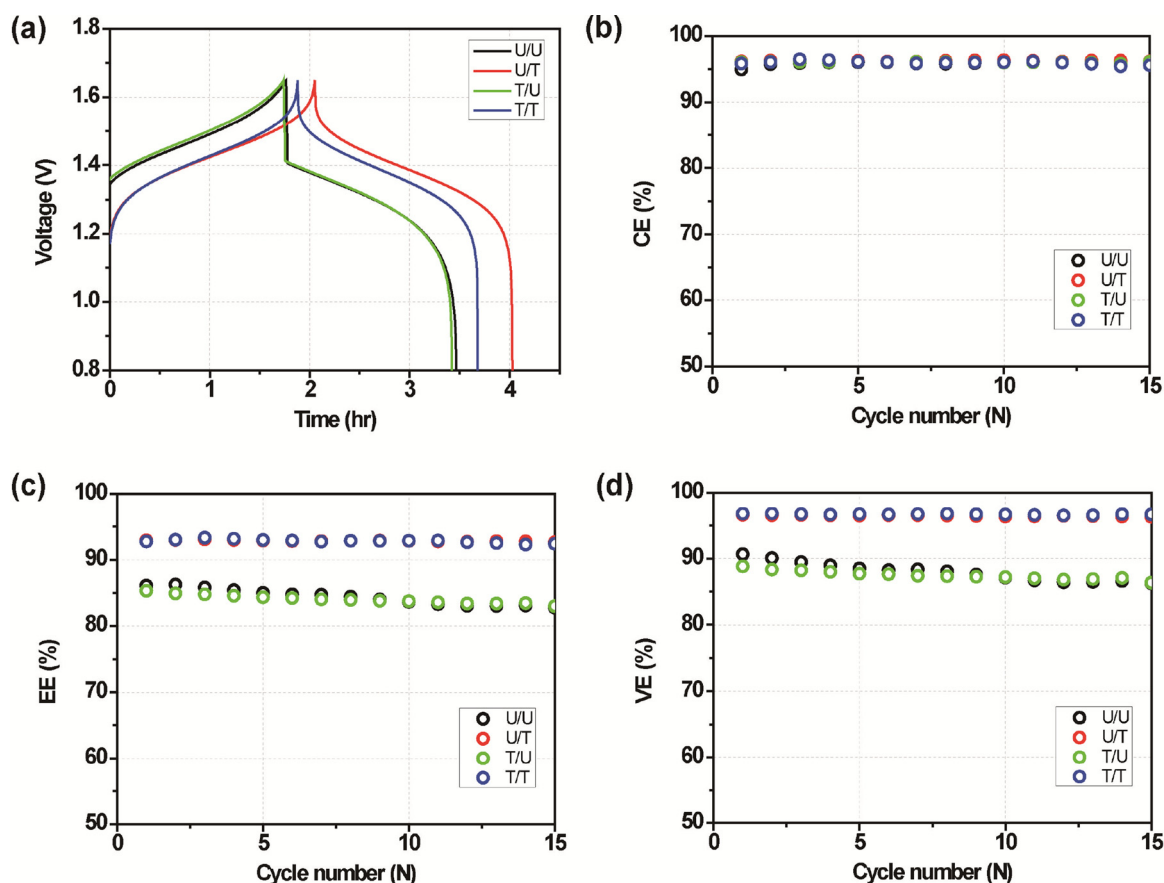 (a)
1.8
1.6
1.4
1.2
1.0
0.8
Voltage (V)
U/U
U/T
T/U
T/T
0 1 2 3 4
Time (hr)
(b)
100
90
80
70
60
50
CE (%)
U/U
U/T
T/U
T/T
0 5 10 15
Cycle number (N)
(c)
100
90
80
70
60
50
EE (%)
U/U
U/T
T/U
T/T
0 5 10 15
Cycle number (N)
(d)
100
90
80
70
60
50
VE (%)
U/U
U/T
T/U
T/T
0 5 10 15
Cycle number (N)